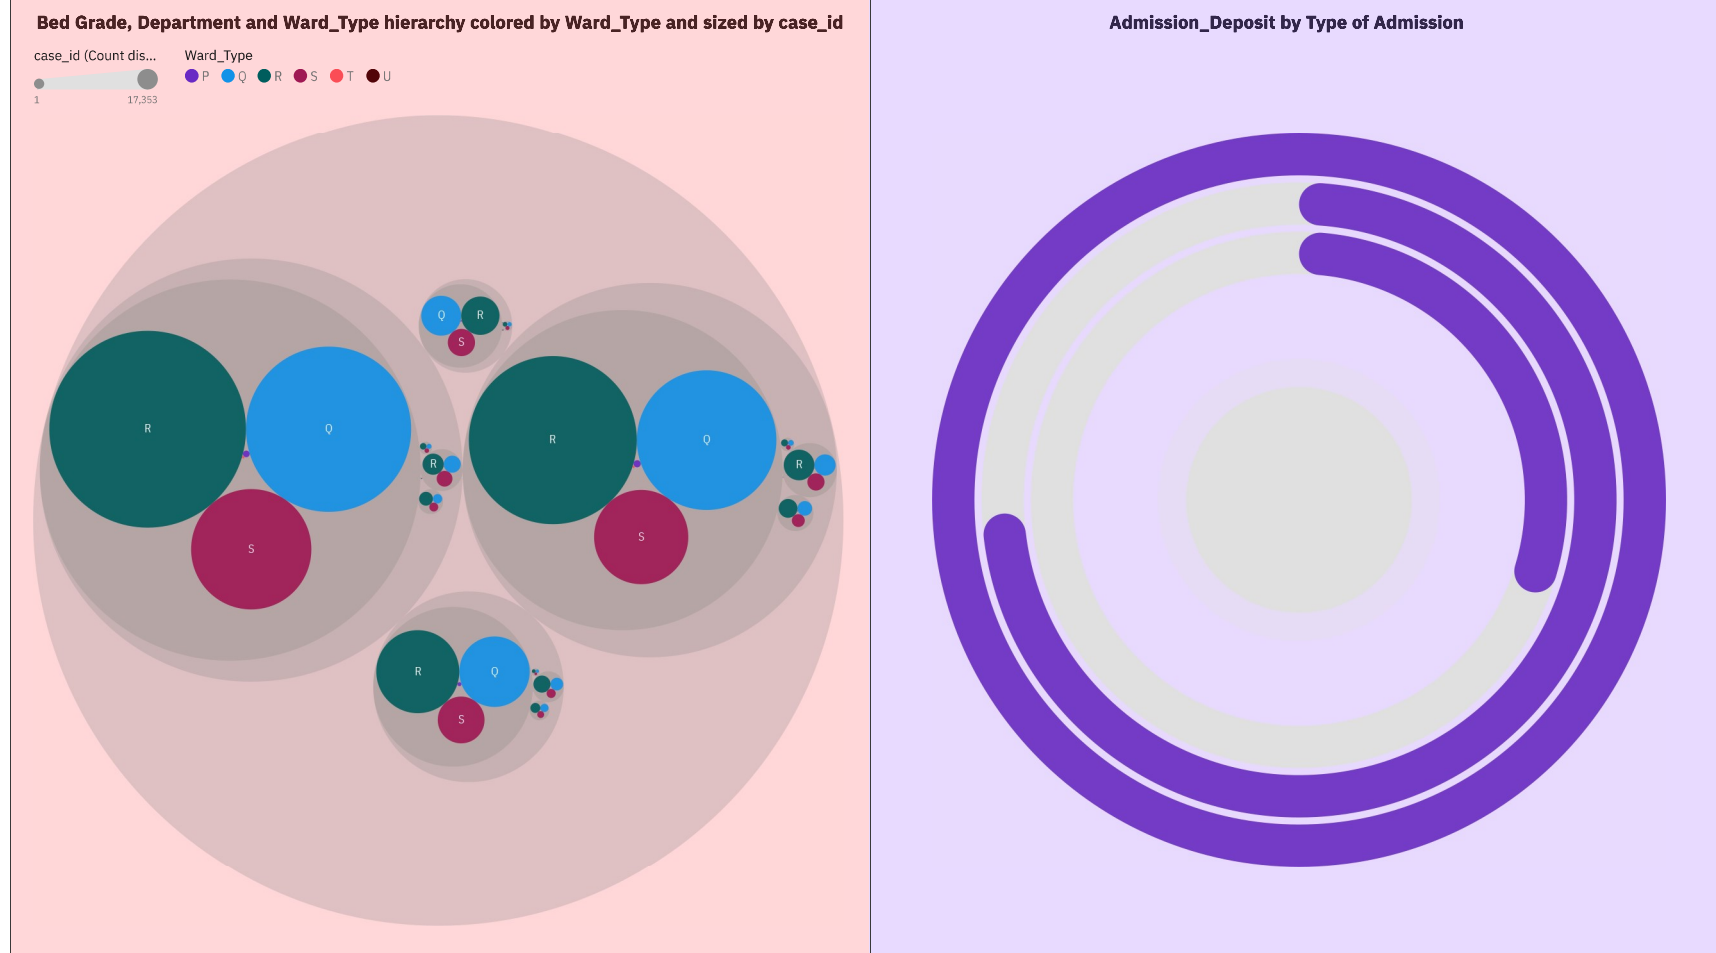 Bed Grade, Department and Ward_Type hierarchy colored by Ward_Type and sized by case_id
case_id (Count dis...
1
17,353
Ward_Type
P Q R S T U
Q R
S
R Q
S
R
R Q
S
R
R Q
S
Admission_Deposit by Type of Admission